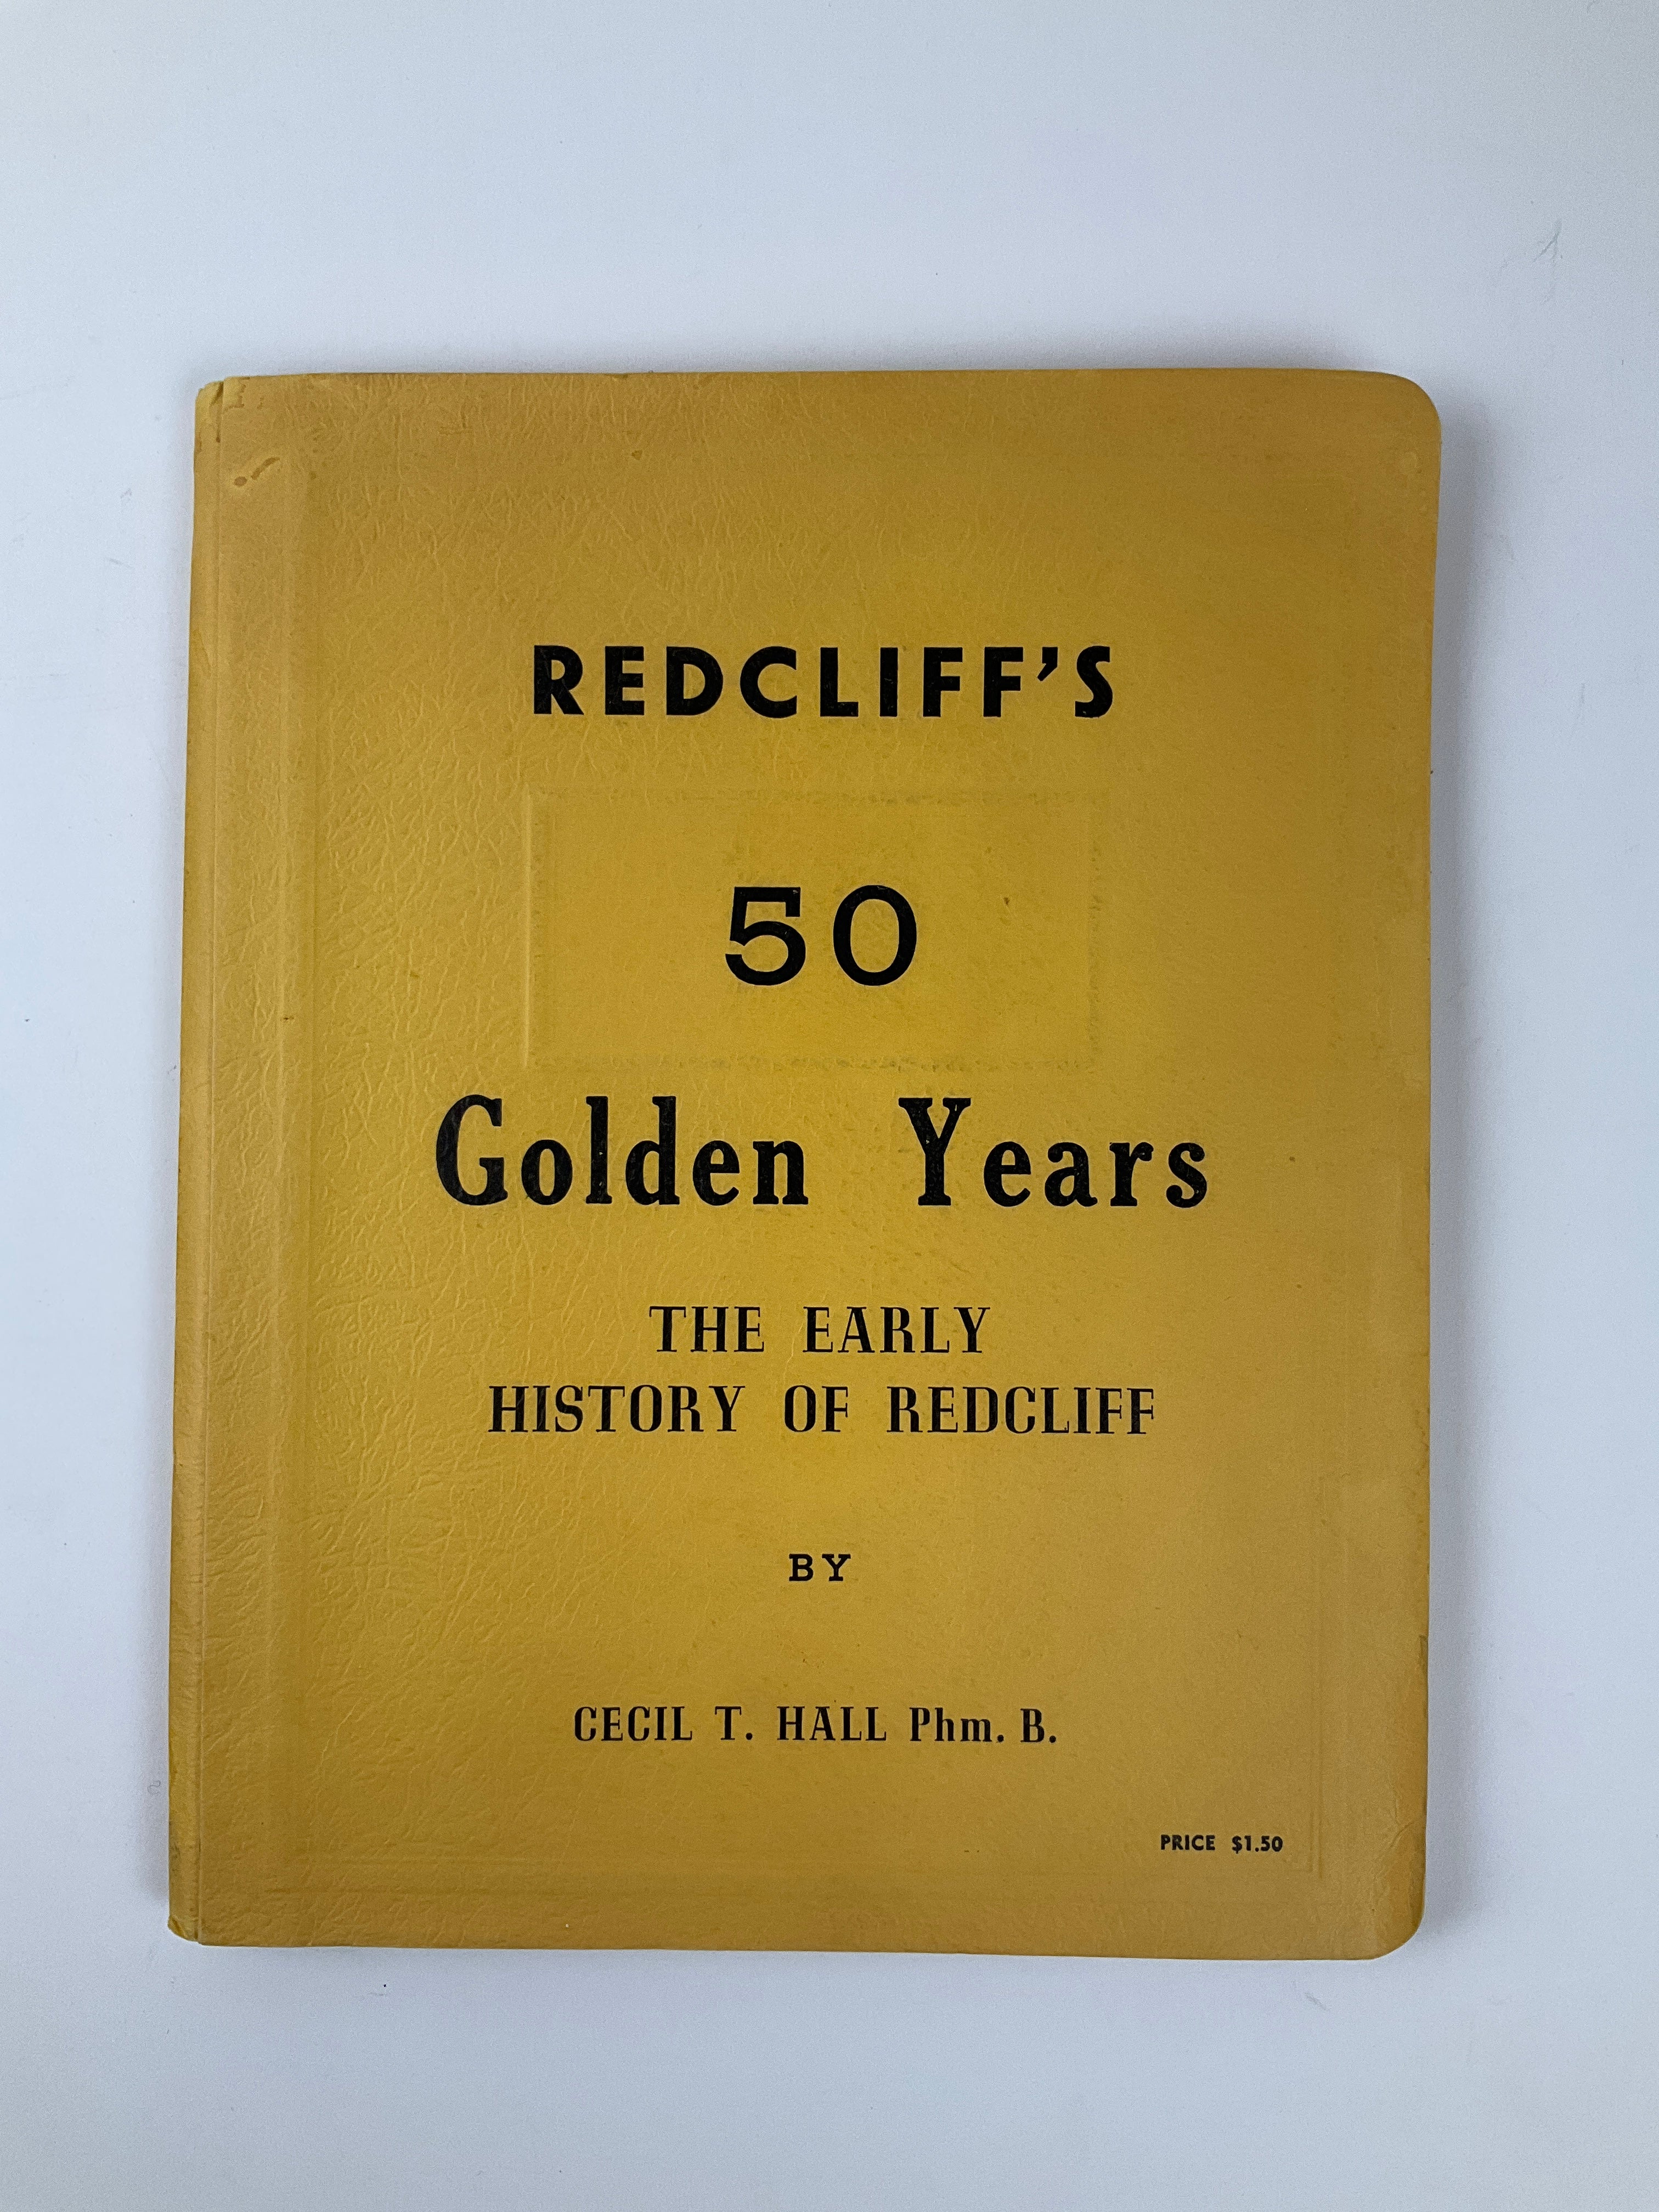 REDCLIFF'S
50
Golden Years
THE EARLY
HISTORY OF REDCLIFF
BY
CECIL T. HALL Phm. B.
PRICE $1.50